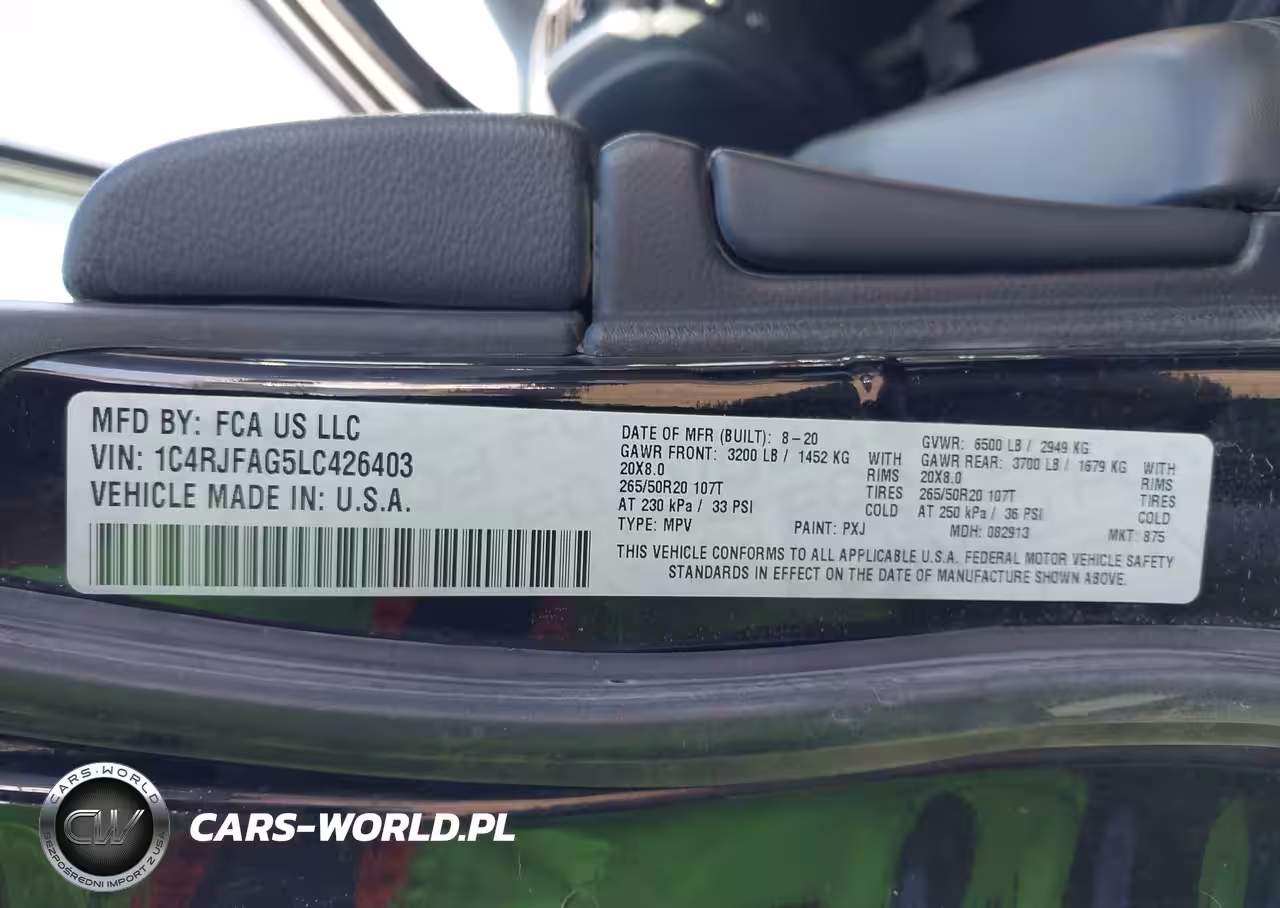 MFD BY: FCA US LLC
VIN: 1C4RJFAG5LC426403
VEHICLE MADE IN: U.S.A.
DATE OF MFR (BUILT): 8-20
GAWR FRONT: 3200 LB / 1452 KG WITH
20X8.0 RIMS
265/50R20 107T TIRES
AT 230 kPa / 33 PSI COLD
TYPE: MPV PAINT: PXJ
GVWR: 6500 LB / 2949 KG
GAWR REAR: 3700 LB / 1679 KG WITH
20X8.0 RIMS
265/50R20 107T TIRES
AT 250 kPa / 36 PSI COLD
MDH: 082913 MKT: 875
THIS VEHICLE CONFORMS TO ALL APPLICABLE U.S.A. FEDERAL MOTOR VEHICLE SAFETY
STANDARDS IN EFFECT ON THE DATE OF MANUFACTURE SHOWN ABOVE.
CARS-WORLD
CW
BEZPOŚREDNI IMPORT Z USA
CARS-WORLD.PL